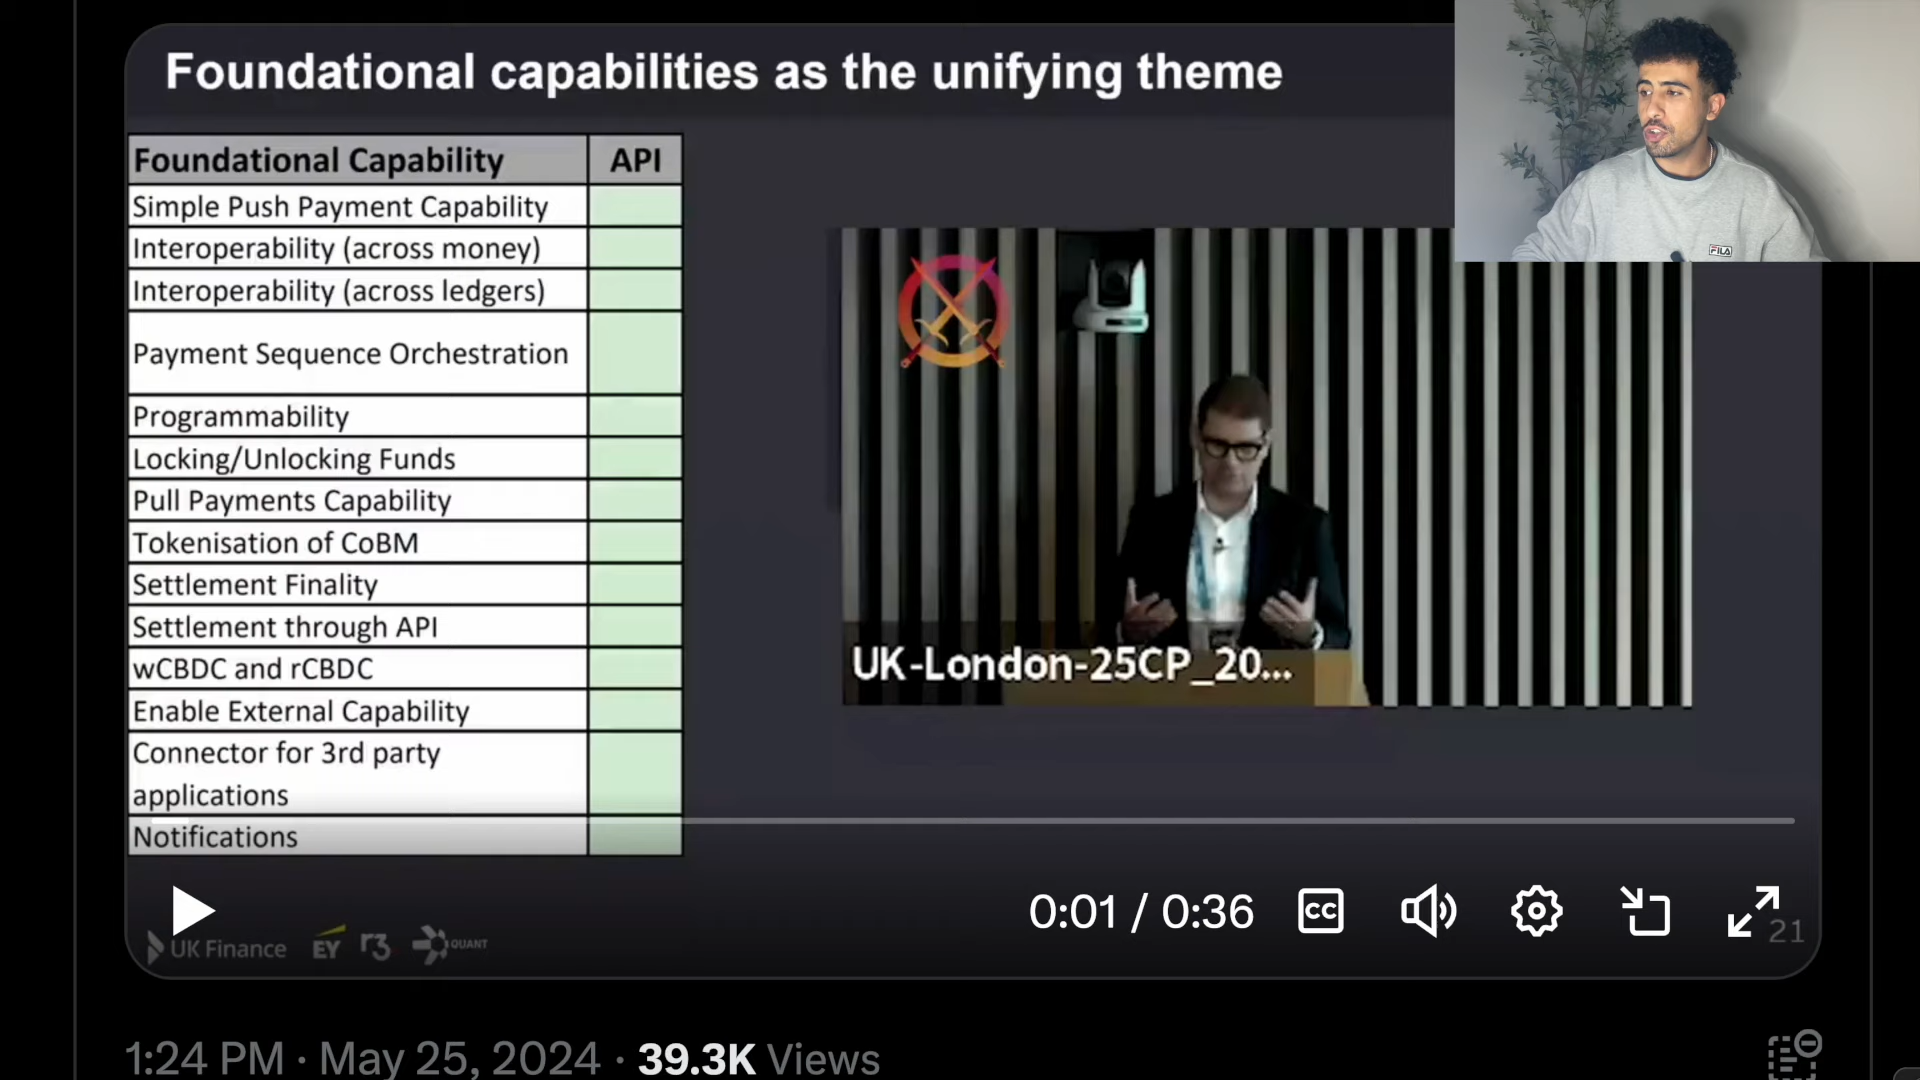 Foundational capabilities as the unifying theme
Foundational Capability API
Simple Push Payment Capability
Interoperability (across money)
Interoperability (across ledgers)
Payment Sequence Orchestration
Programmability
Locking/Unlocking Funds
Pull Payments Capability
Tokenisation of CoBM
Settlement Finality
Settlement through API
wCBDC and rCBDC
Enable External Capability
Connector for 3rd party
applications
Notifications
FILA
UK-London-25CP_20...
0:01 / 0:36
CC
UK Finance EY r3 QUANT
21
1:24 PM · May 25, 2024 · 39.3K Views